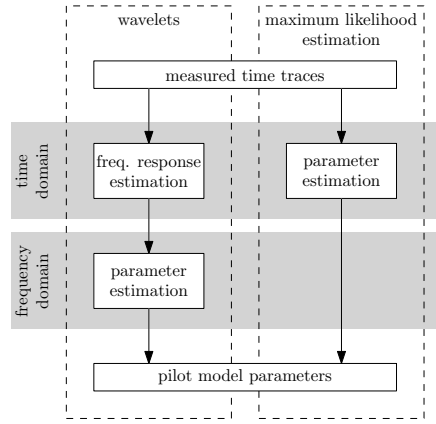 wavelets
maximum likelihood
estimation
measured time traces
time
domain
freq. response
estimation
parameter
estimation
frequency
domain
parameter
estimation
pilot model parameters